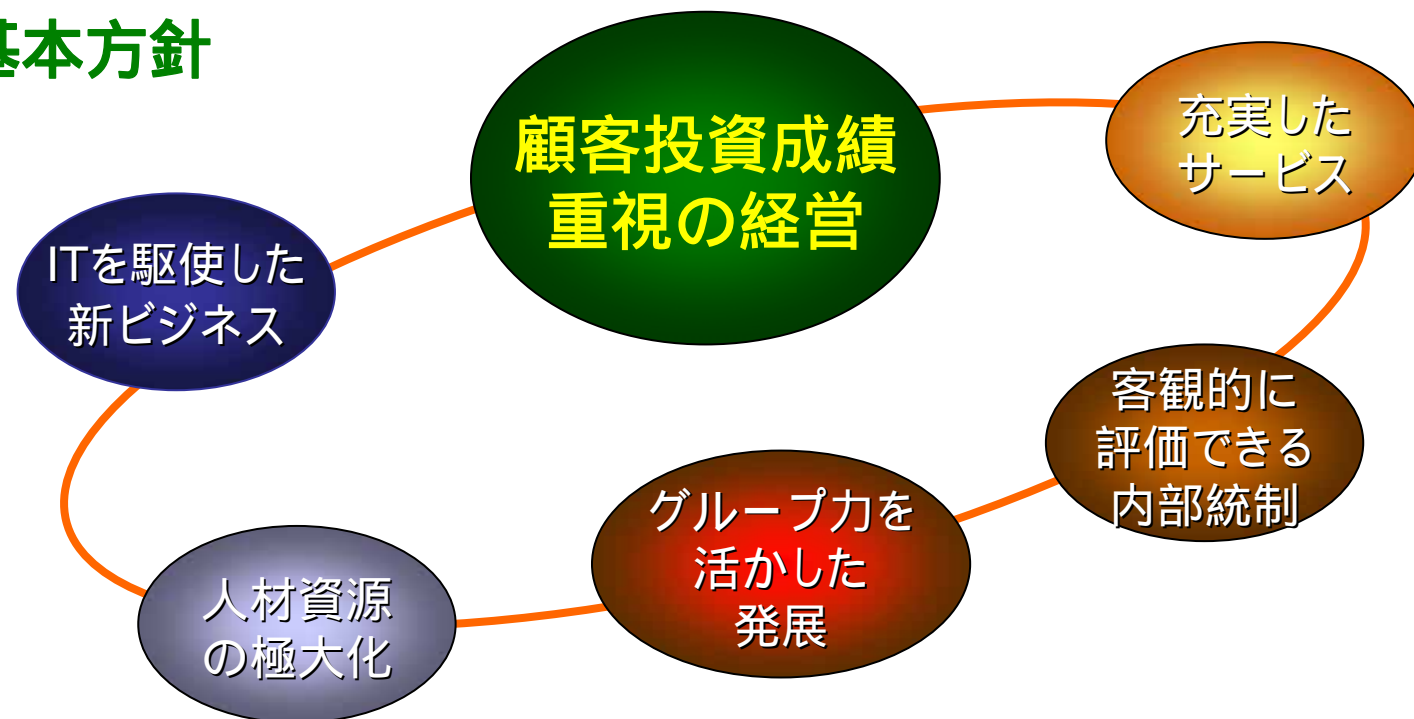 基本方針
顧客投資成績
重視の経営
充実した
サービス
ITを駆使した
新ビジネス
客観的に
評価できる
内部統制
グループ力を
活かした
発展
人材資源
の極大化